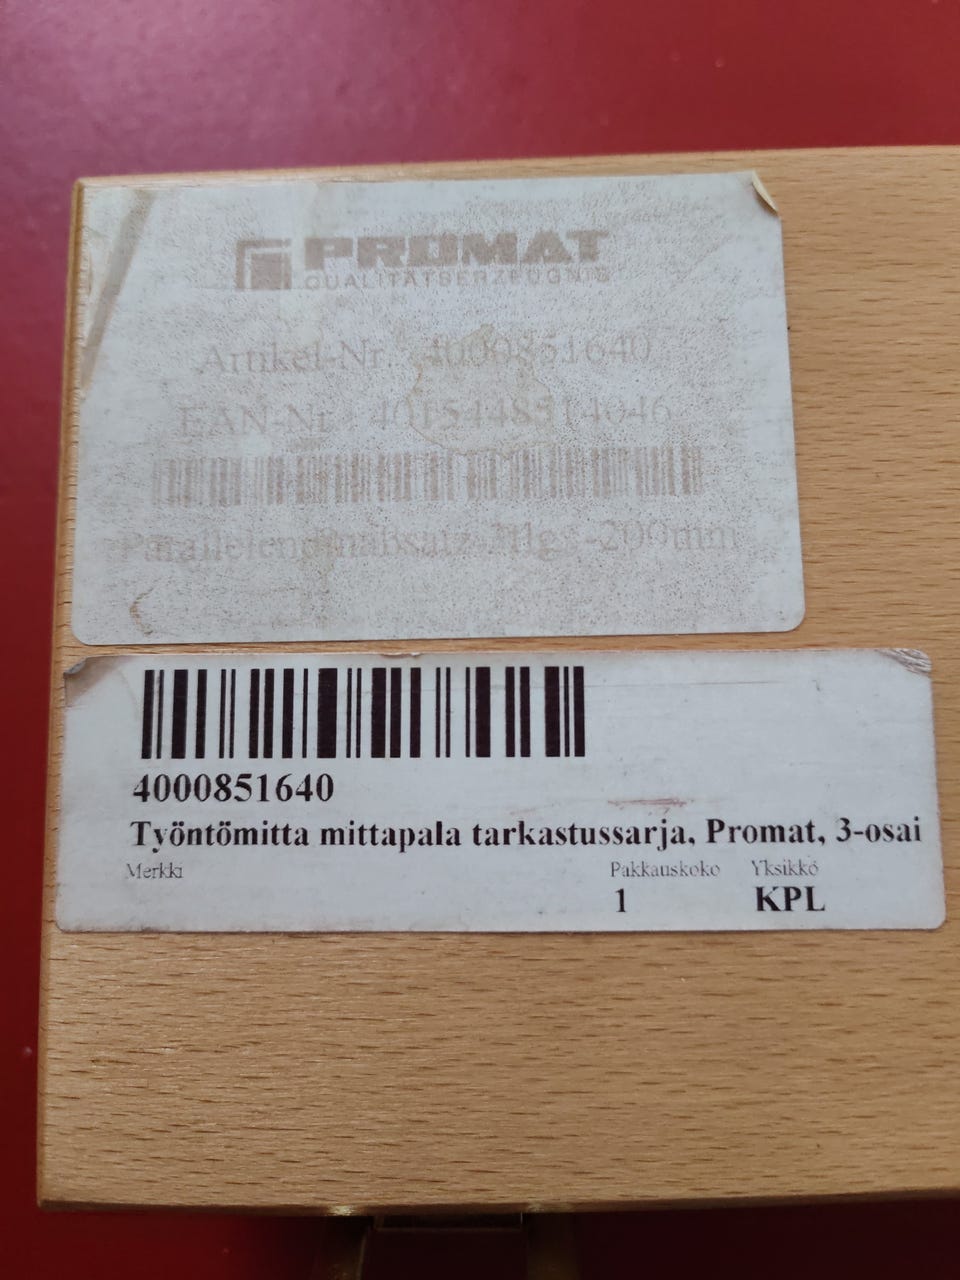 PROMAT
QUALITÄTSERZEUGNIS
Artikel-Nr.: 4000851640
EAN-Nr.: 4015448514046
-200mm
4000851640
Työntömitta mittapala tarkastussarja, Promat, 3-osai
Merkki Pakkauskoko Yksikkö
1 KPL